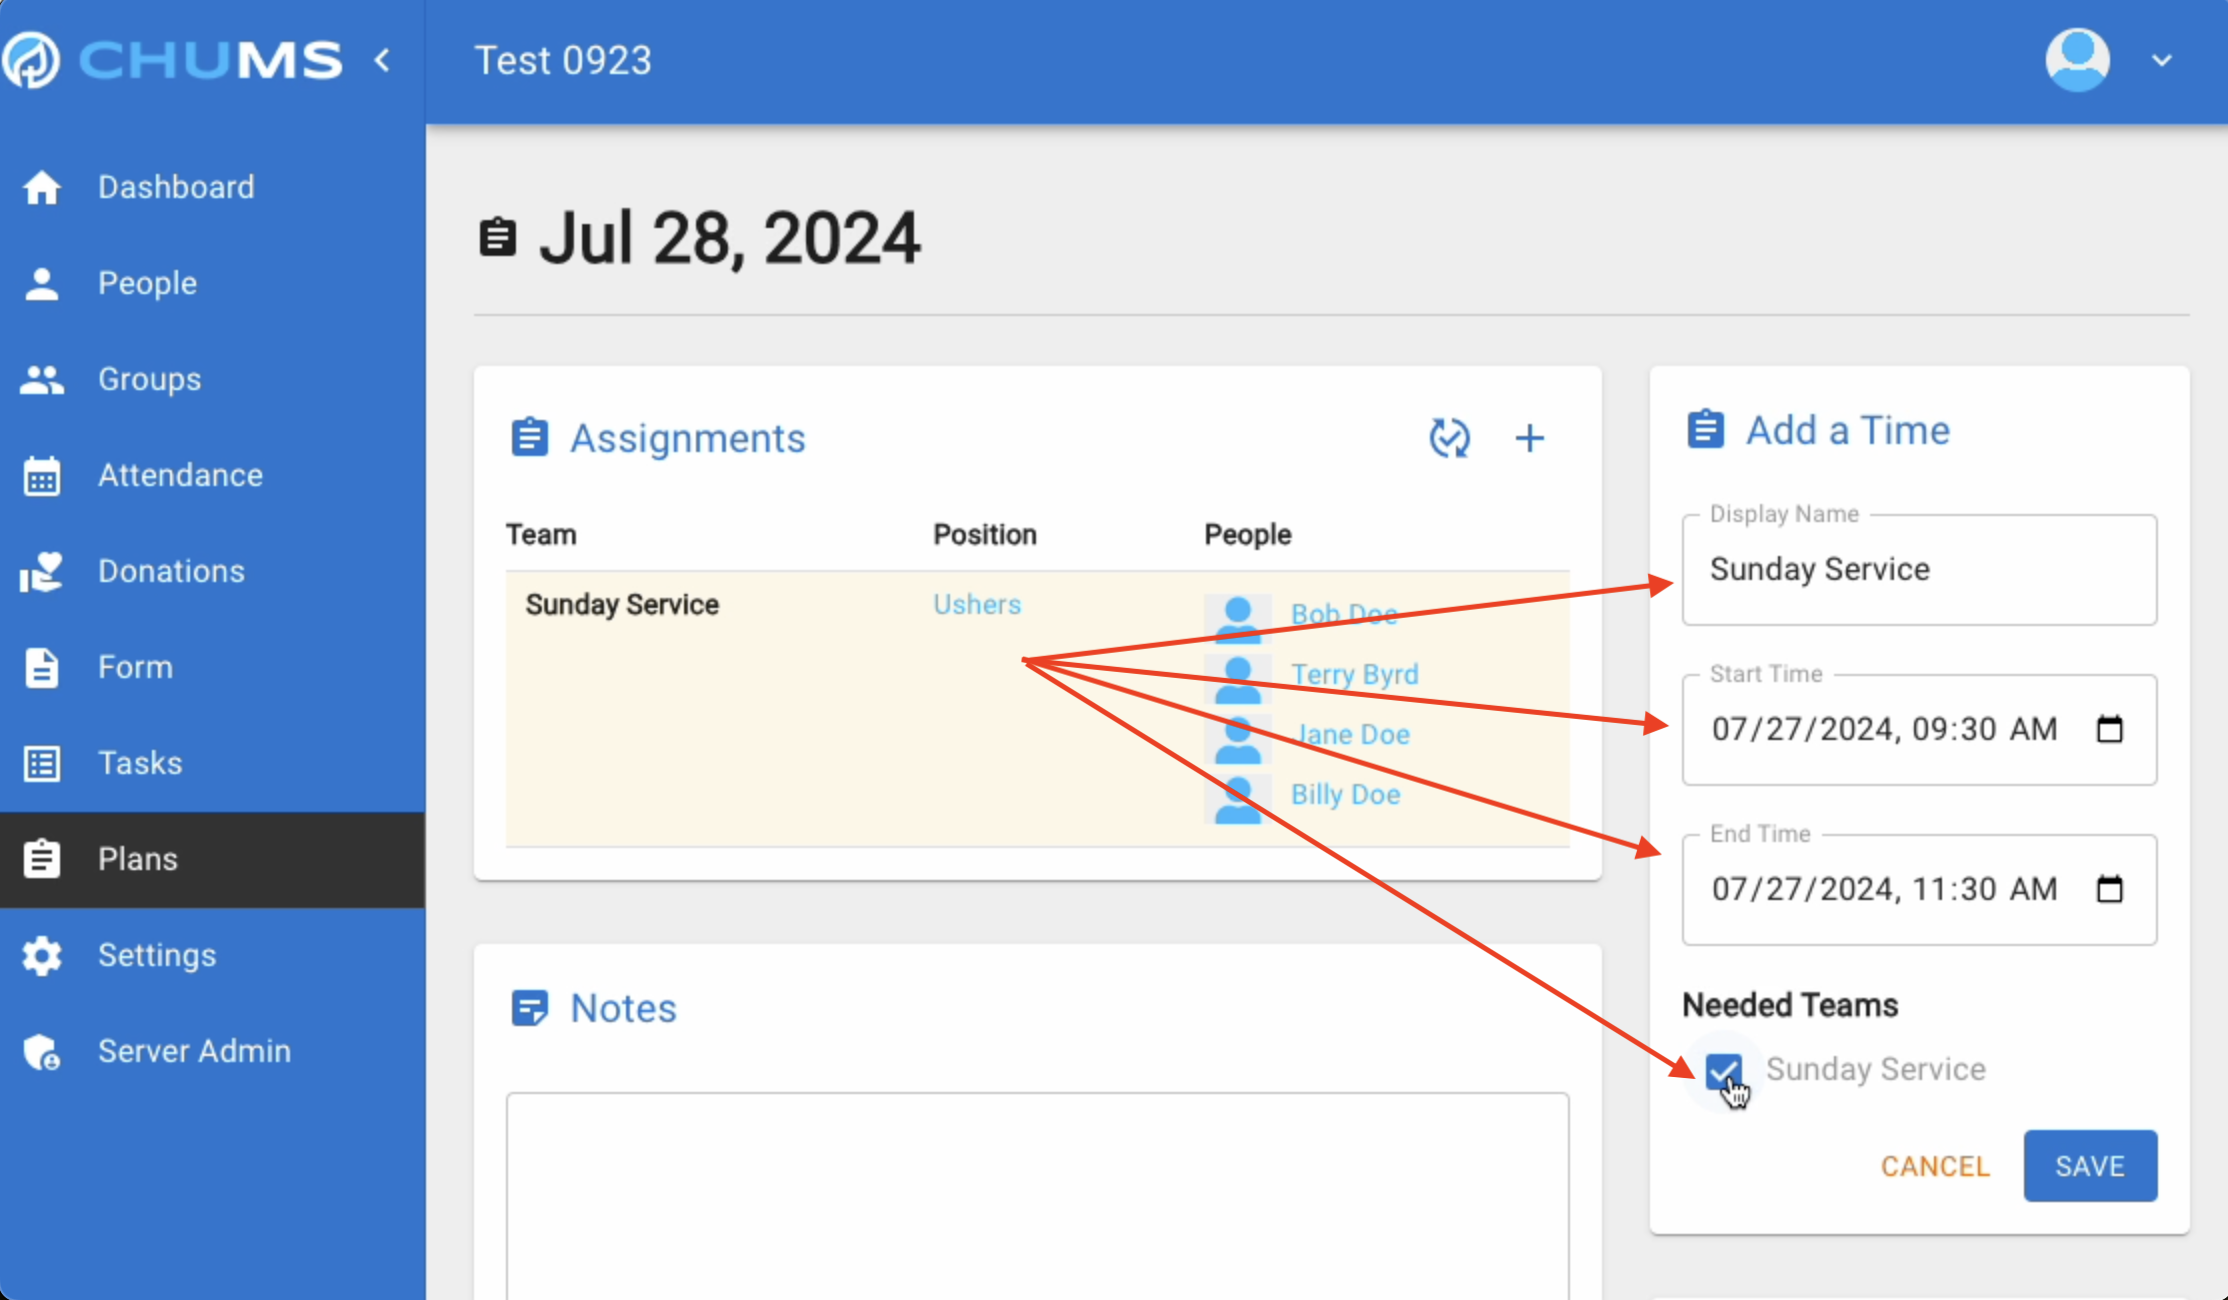 CHUMS
Test 0923
Dashboard
People
Groups
Attendance
Donations
Form
Tasks
Plans
Settings
Server Admin
Jul 28, 2024
Assignments
Team Position People
Sunday Service Ushers Bob Doe
Terry Byrd
Jane Doe
Billy Doe
Notes
Add a Time
Display Name
Sunday Service
Start Time
07/27/2024, 09:30 AM
End Time
07/27/2024, 11:30 AM
Needed Teams
Sunday Service
CANCEL SAVE